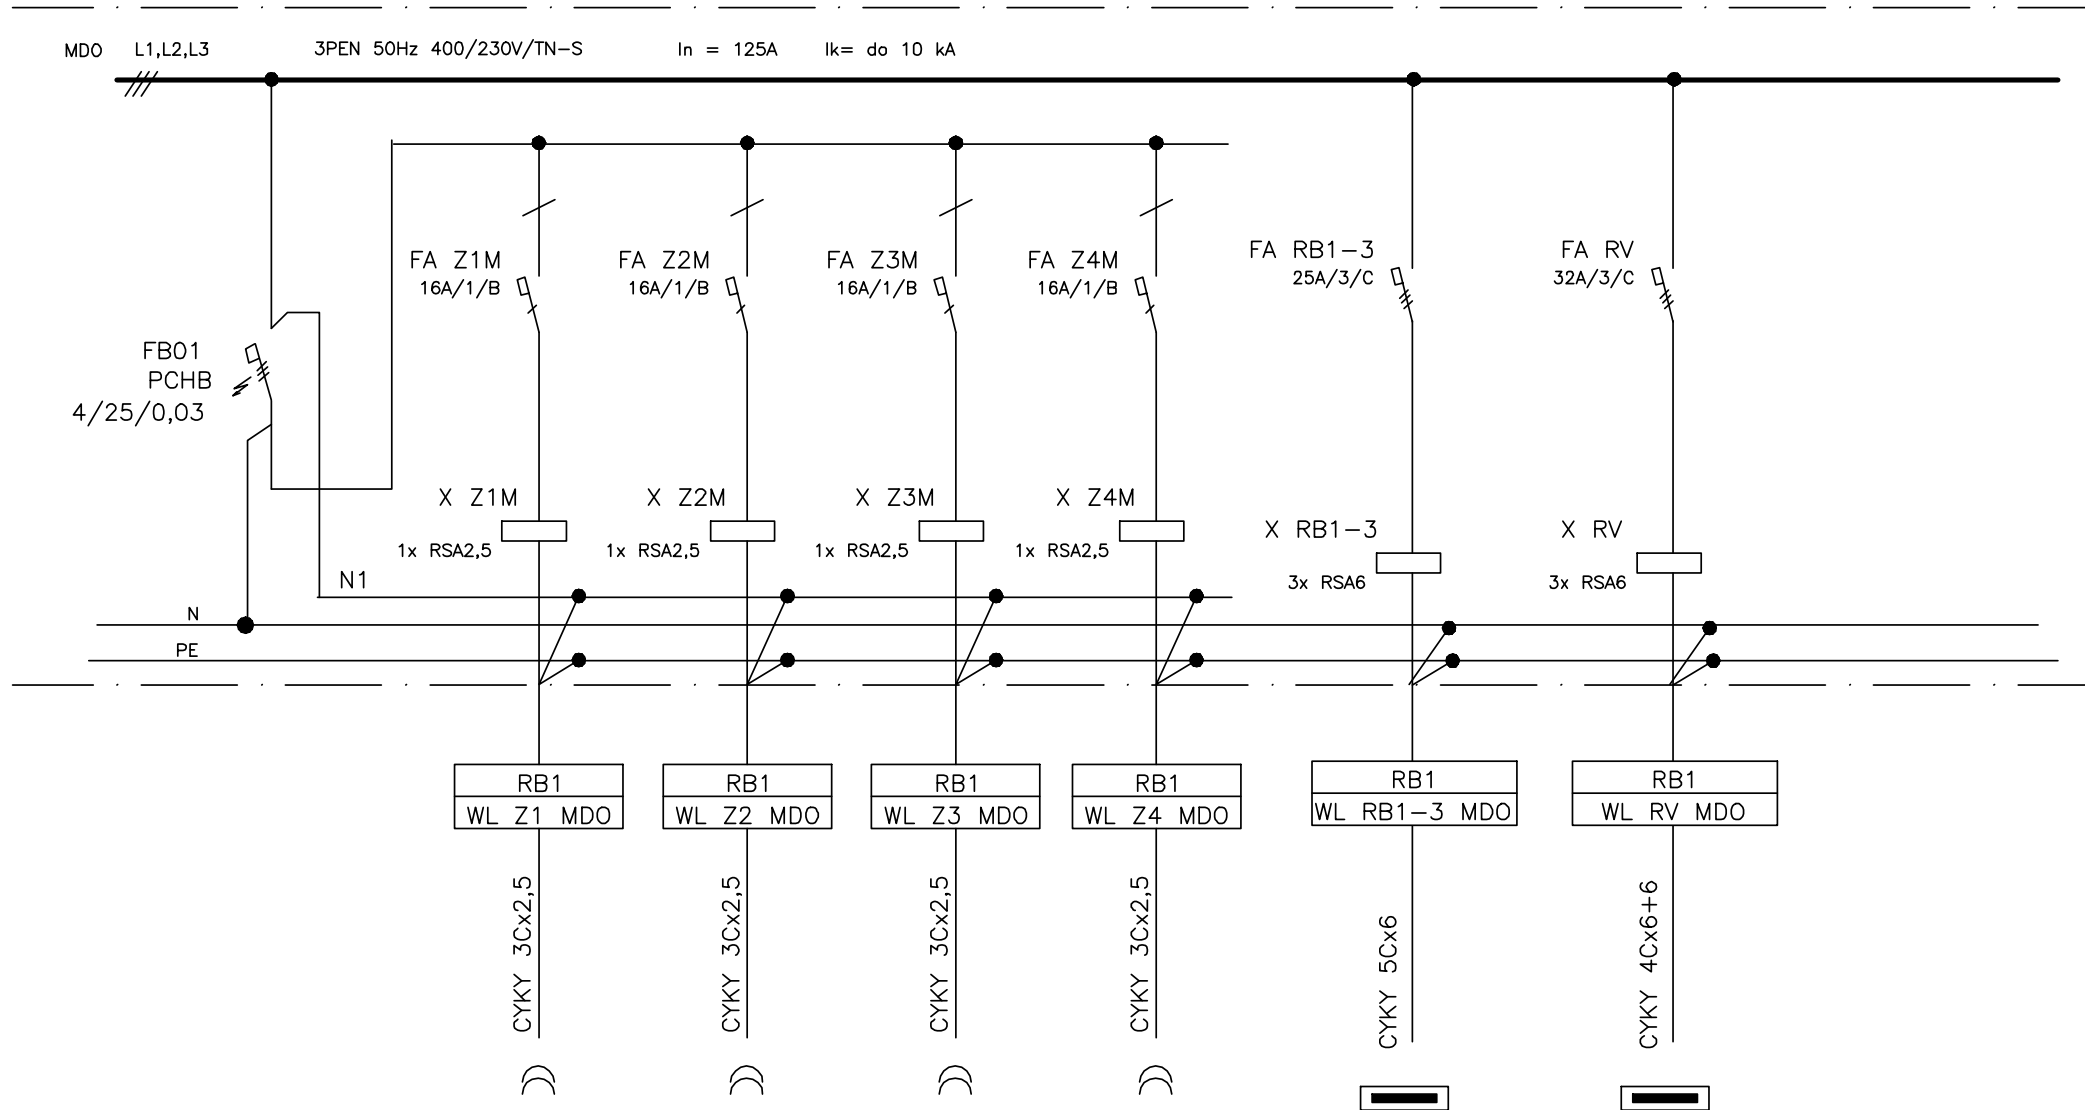 MDO L1,L2,L3 3PEN 50Hz 400/230V/TN-S In = 125A Ik= do 10 kA
FA Z1M
16A/1/B
FA Z2M
16A/1/B
FA Z3M
16A/1/B
FA Z4M
16A/1/B
FA RB1-3
25A/3/C
FA RV
32A/3/C
FB01
PCHB
4/25/0,03
X Z1M
1x RSA2,5
X Z2M
1x RSA2,5
X Z3M
1x RSA2,5
X Z4M
1x RSA2,5
X RB1-3
3x RSA6
X RV
3x RSA6
N1
N
PE
RB1
WL Z1 MDO
RB1
WL Z2 MDO
RB1
WL Z3 MDO
RB1
WL Z4 MDO
RB1
WL RB1-3 MDO
RB1
WL RV MDO
CYKY 3Cx2,5
CYKY 3Cx2,5
CYKY 3Cx2,5
CYKY 3Cx2,5
CYKY 5Cx6
CYKY 4Cx6+6